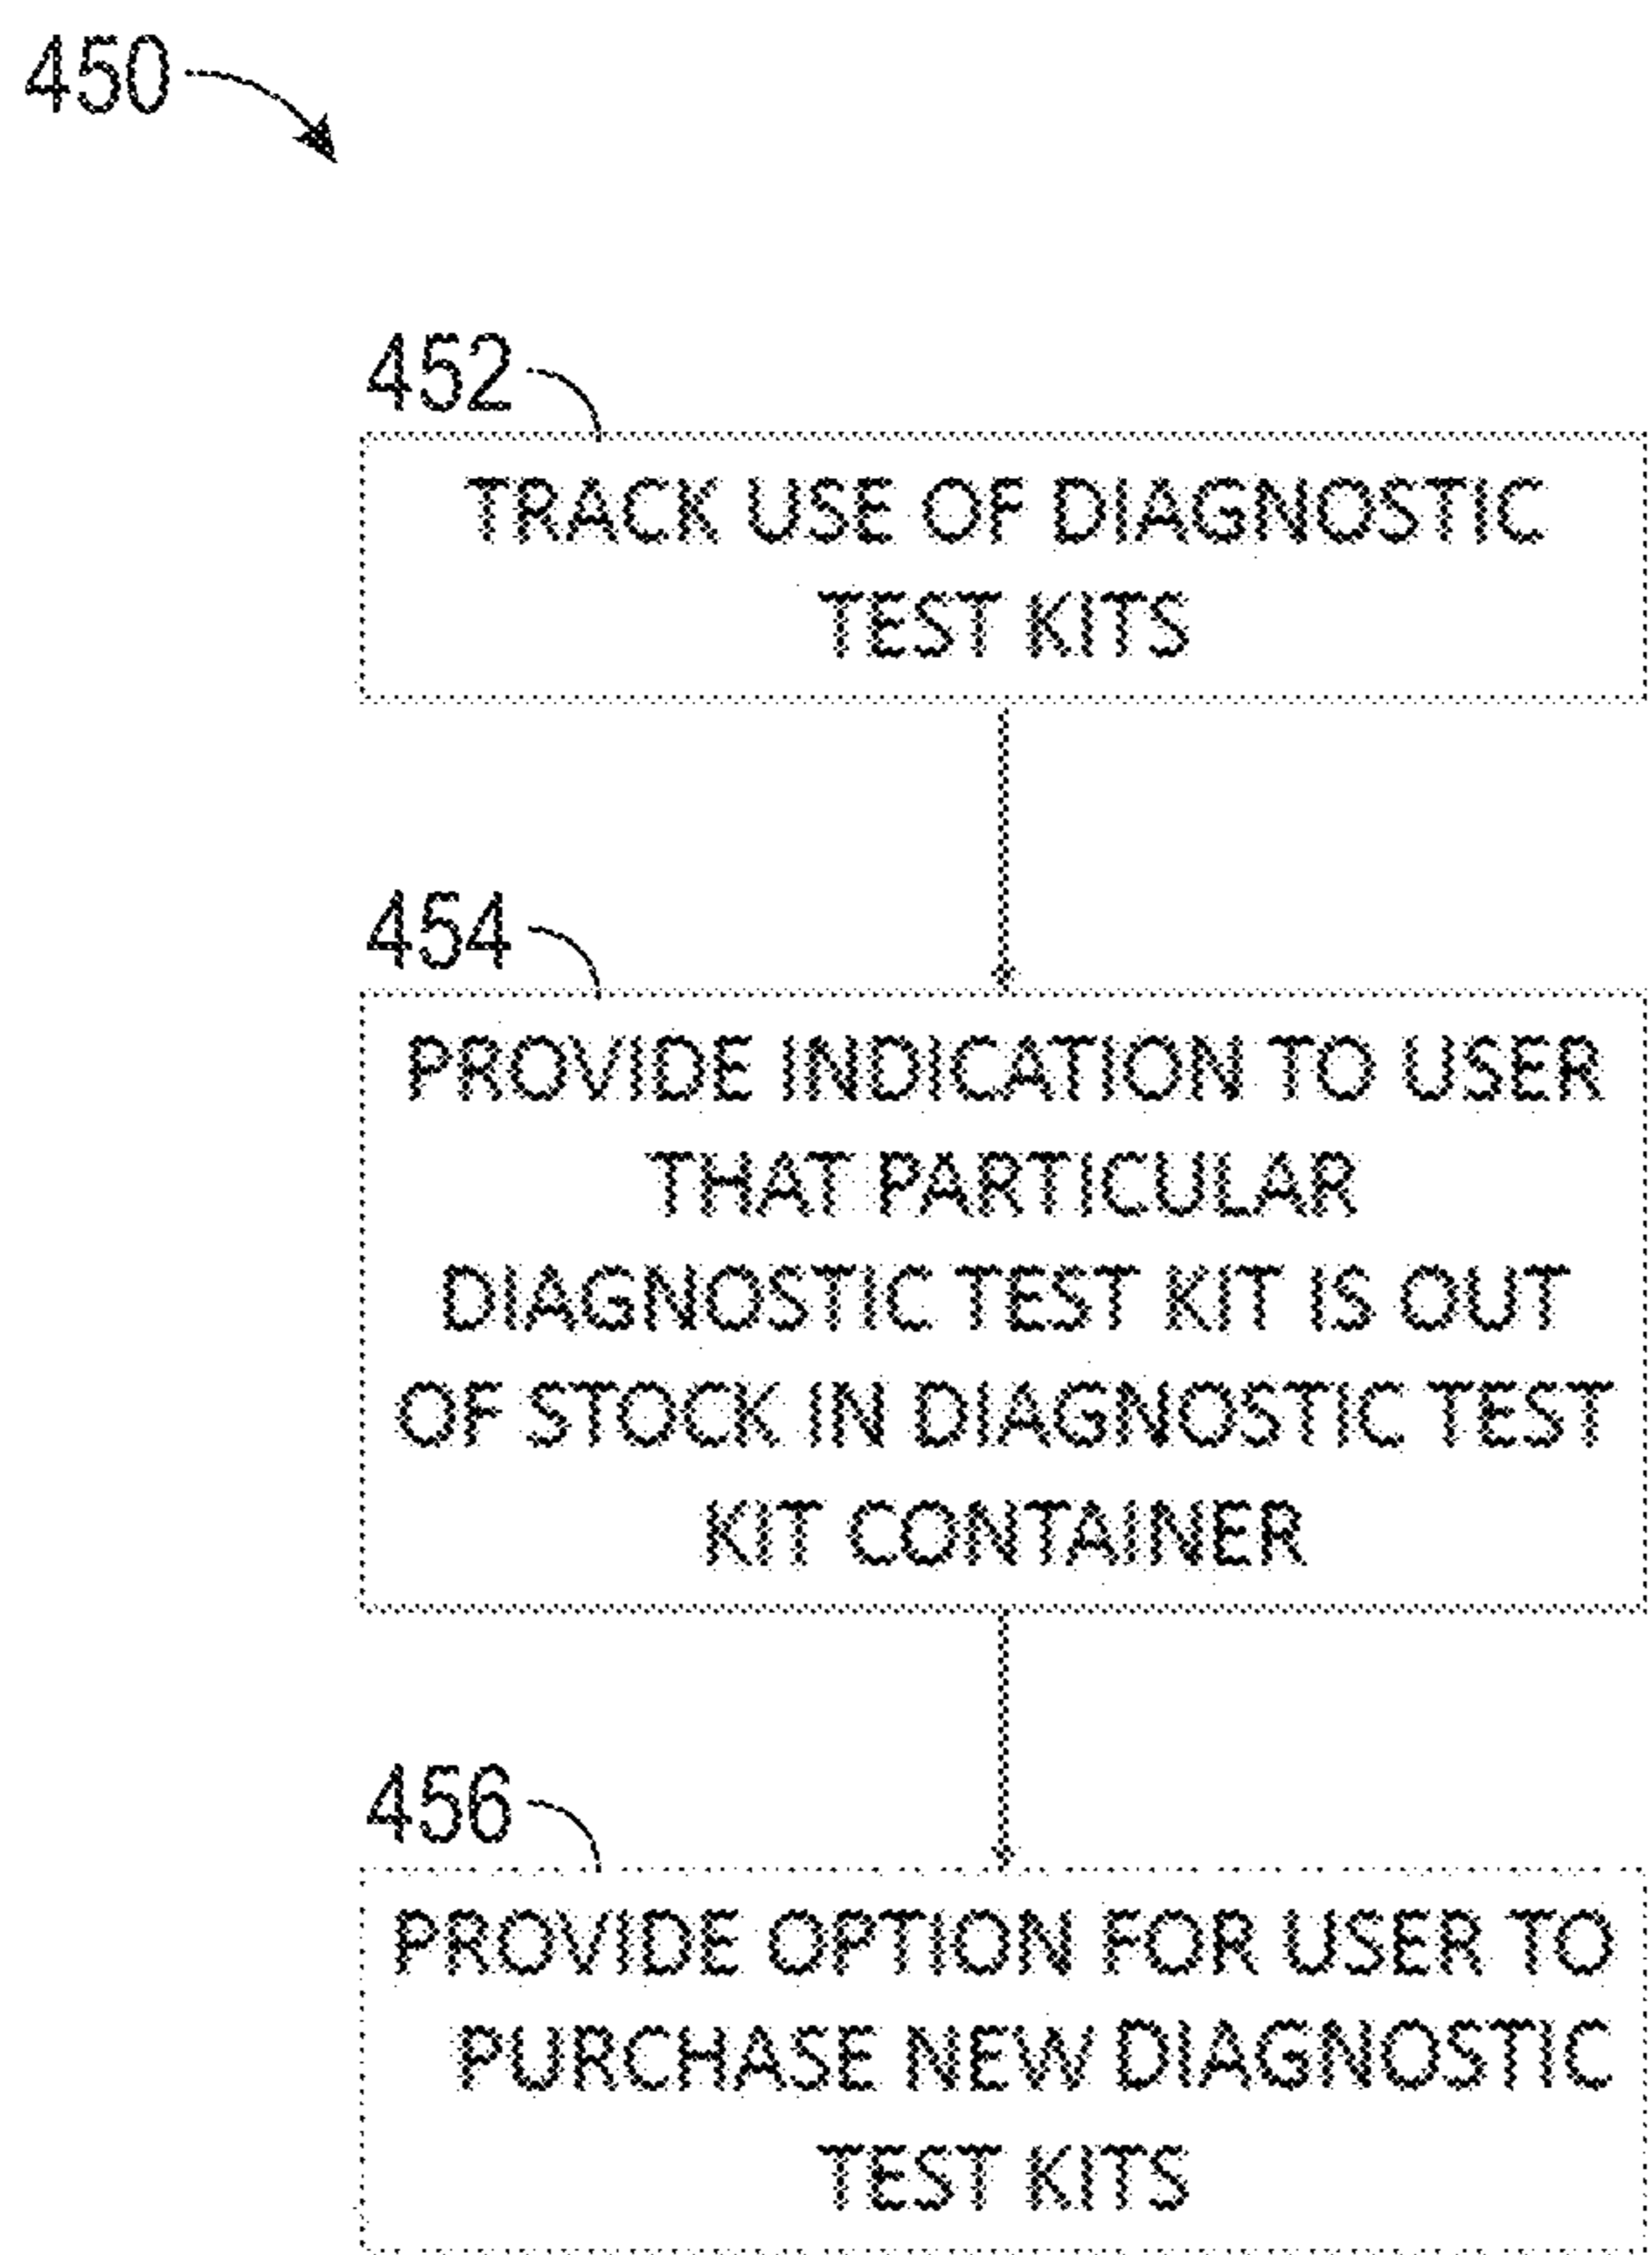 450
452
TRACK USE OF DIAGNOSTIC
TEST KITS
454
PROVIDE INDICATION TO USER
THAT PARTICULAR
DIAGNOSTIC TEST KIT IS OUT
OF STOCK IN DIAGNOSTIC TEST
KIT CONTAINER
456
PROVIDE OPTION FOR USER TO
PURCHASE NEW DIAGNOSTIC
TEST KITS